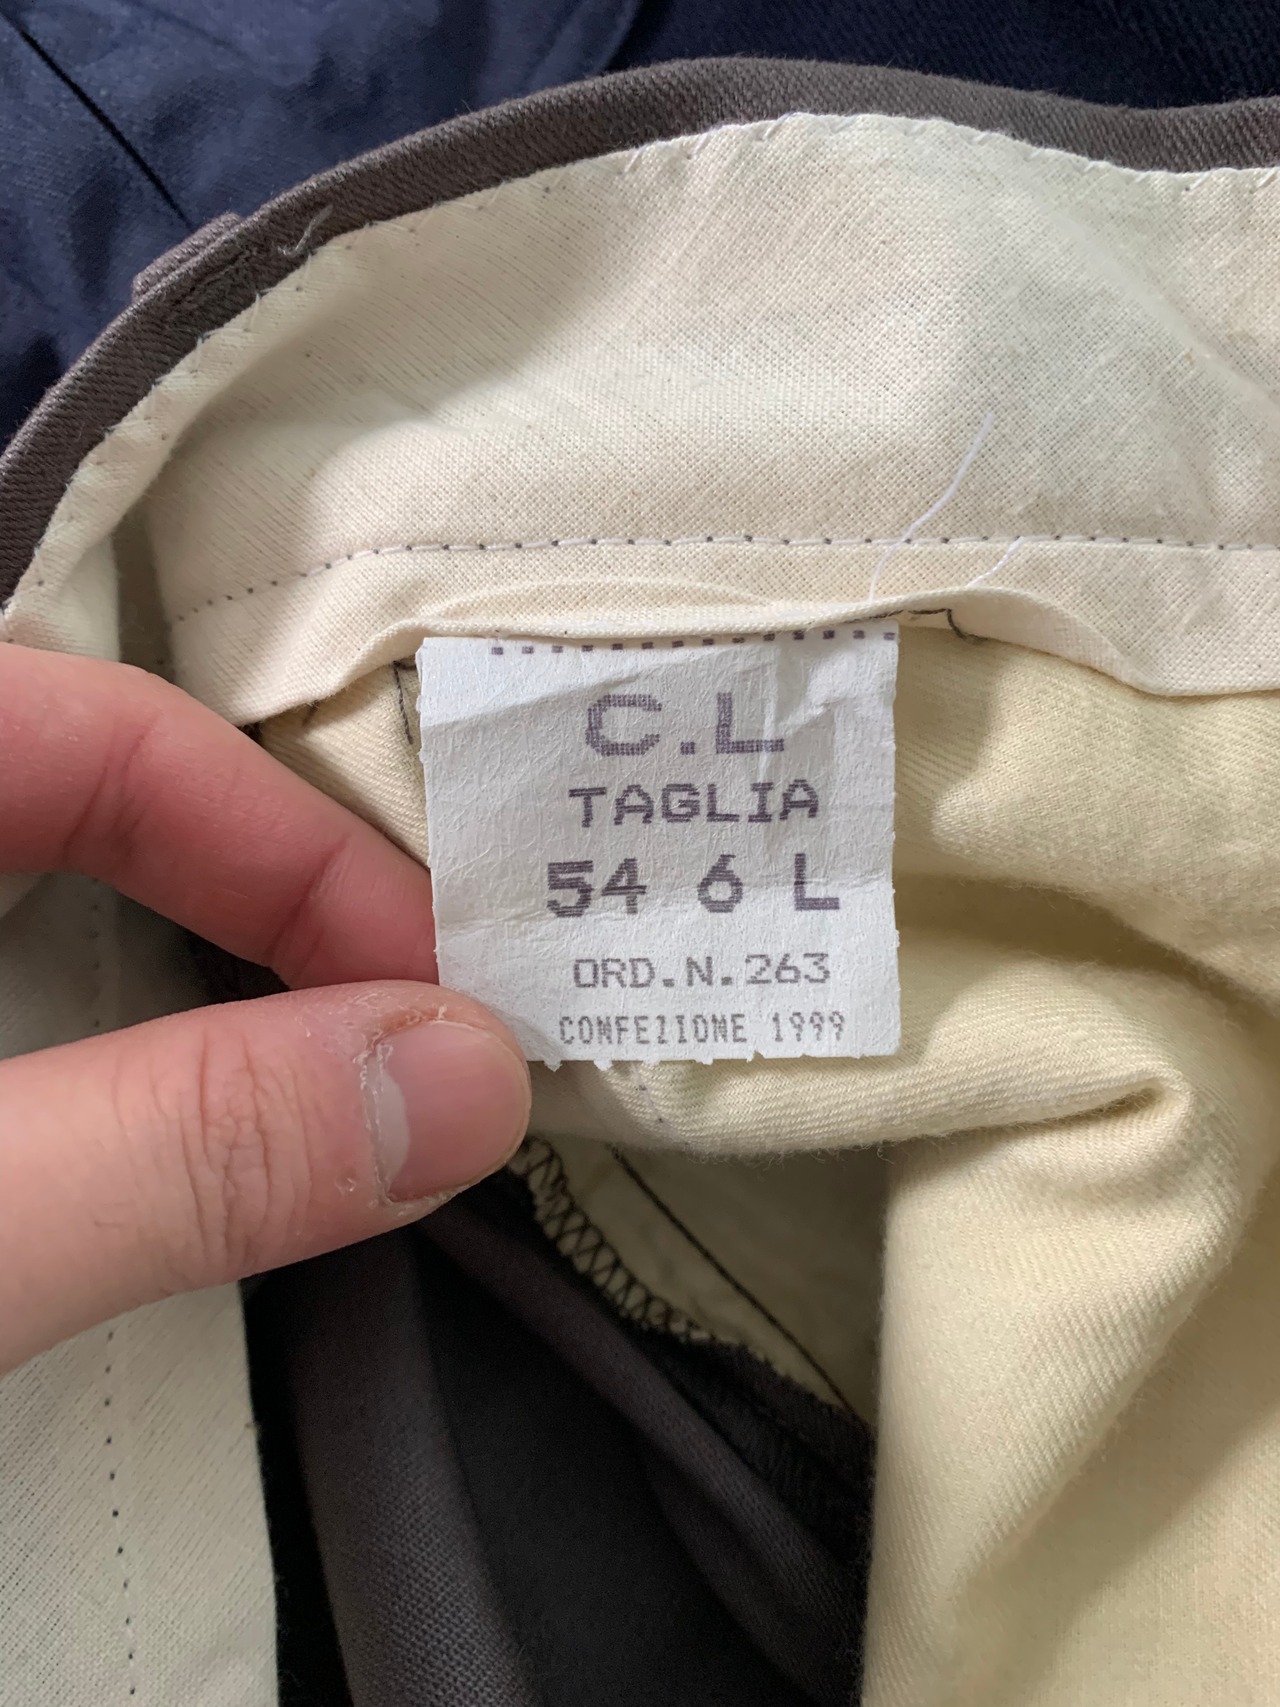 C.L
TAGLIA
54 6 L
ORD.N.263
CONFEZIONE 1999